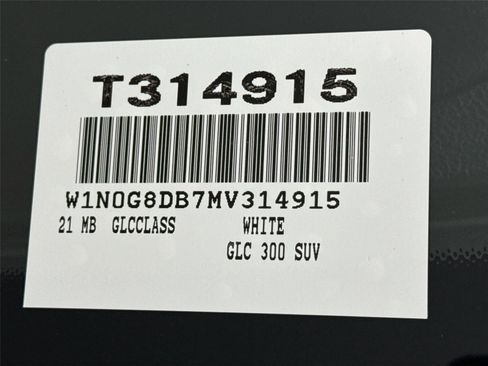 T314915
W1N0G8DB7MV314915
21 MB GLCCLASS WHITE
GLC 300 SUV